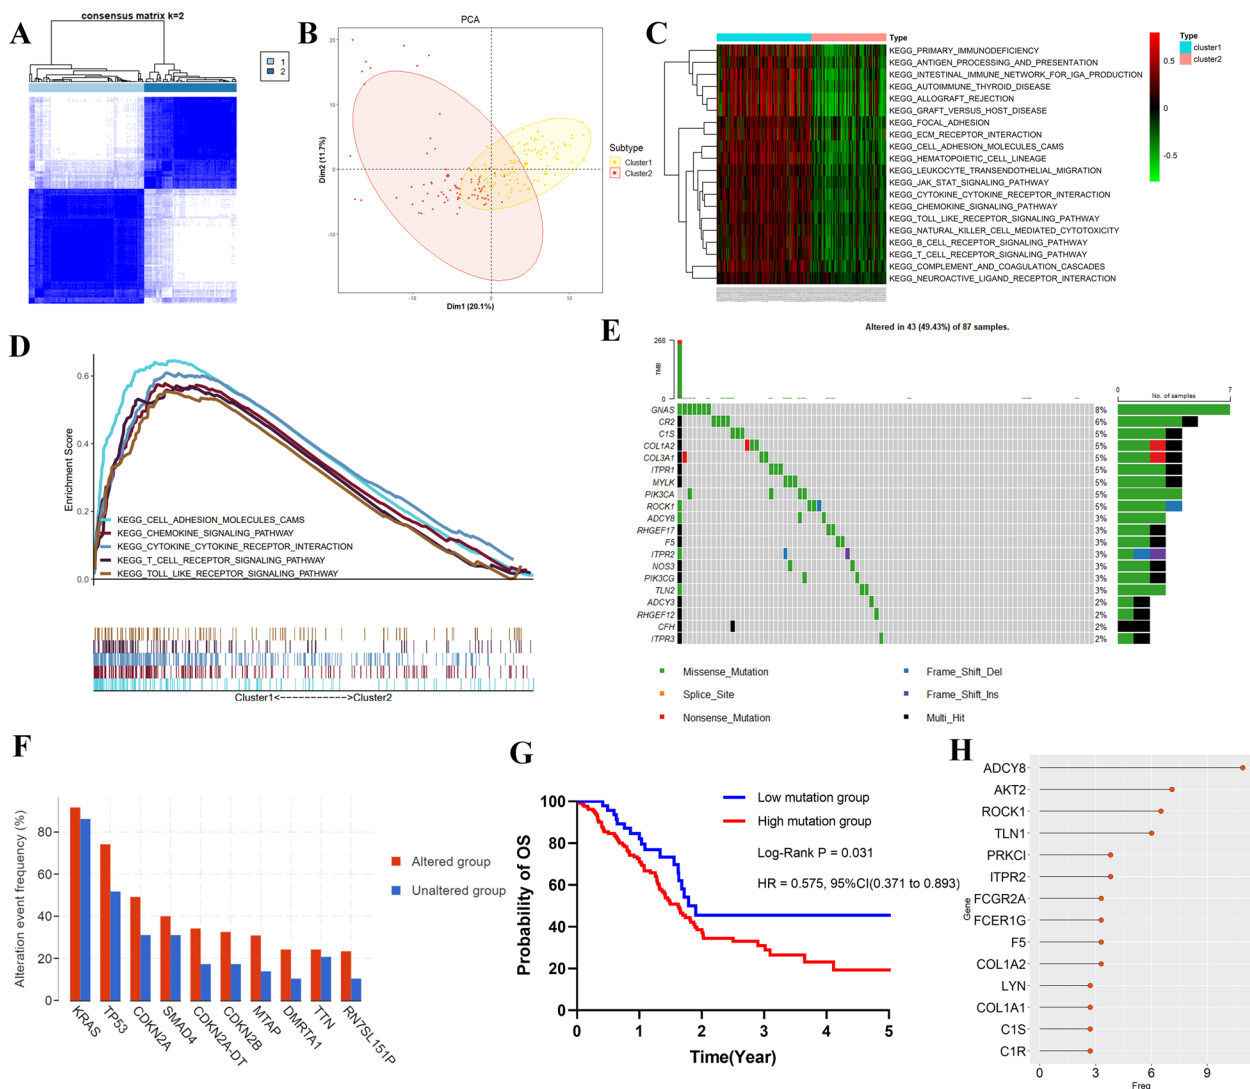 A
consensus matrix k=2
1
2
B
PCA
20
10
0
-10
-10
0
10
Dim2 (11.7%)
Dim1 (20.1%)
Subtype
Cluster1
Cluster2
C
Type
KEGG_PRIMARY_IMMUNODEFICIENCY
KEGG_ANTIGEN_PROCESSING_AND_PRESENTATION
KEGG_INTESTINAL_IMMUNE_NETWORK_FOR_IGA_PRODUCTION
KEGG_AUTOIMMUNE_THYROID_DISEASE
KEGG_ALLOGRAFT_REJECTION
KEGG_GRAFT_VERSUS_HOST_DISEASE
KEGG_FOCAL_ADHESION
KEGG_ECM_RECEPTOR_INTERACTION
KEGG_CELL_ADHESION_MOLECULES_CAMS
KEGG_HEMATOPOIETIC_CELL_LINEAGE
KEGG_LEUKOCYTE_TRANSENDOTHELIAL_MIGRATION
KEGG_JAK_STAT_SIGNALING_PATHWAY
KEGG_CYTOKINE_CYTOKINE_RECEPTOR_INTERACTION
KEGG_CHEMOKINE_SIGNALING_PATHWAY
KEGG_TOLL_LIKE_RECEPTOR_SIGNALING_PATHWAY
KEGG_NATURAL_KILLER_CELL_MEDIATED_CYTOTOXICITY
KEGG_B_CELL_RECEPTOR_SIGNALING_PATHWAY
KEGG_T_CELL_RECEPTOR_SIGNALING_PATHWAY
KEGG_COMPLEMENT_AND_COAGULATION_CASCADES
KEGG_NEUROACTIVE_LIGAND_RECEPTOR_INTERACTION
0.5
0
-0.5
Type
cluster1
cluster2
D
Enrichment Score
0.6
0.4
0.2
0.0
KEGG_CELL_ADHESION_MOLECULES_CAMS
KEGG_CHEMOKINE_SIGNALING_PATHWAY
KEGG_CYTOKINE_CYTOKINE_RECEPTOR_INTERACTION
KEGG_T_CELL_RECEPTOR_SIGNALING_PATHWAY
KEGG_TOLL_LIKE_RECEPTOR_SIGNALING_PATHWAY
Cluster1<----------->Cluster2
E
Altered in 43 (49.43%) of 87 samples.
268
TMB
0
0
7
No. of samples
GNAS 8%
CR2 6%
C1S 5%
COL1A2 5%
COL3A1 5%
ITPR1 5%
MYLK 5%
PIK3CA 5%
ROCK1 5%
ADCY8 3%
RHGEF17 3%
F5 3%
ITPR2 3%
NOS3 3%
PIK3CG 3%
TLN2 3%
ADCY3 2%
RHGEF12 2%
CFH 2%
ITPR3 2%
Missense_Mutation
Splice_Site
Nonsense_Mutation
Frame_Shift_Del
Frame_Shift_Ins
Multi_Hit
F
Alteration event frequency (%)
80
60
40
20
0
KRAS
TP53
CDKN2A
SMAD4
CDKN2A-DT
CDKN2B
MTAP
DMRTA1
TTN
RN7SL151P
Altered group
Unaltered group
G
Probability of OS
100
80
60
40
20
0
0
1
2
3
4
5
Time(Year)
Low mutation group
High mutation group
Log-Rank P = 0.031
HR = 0.575, 95%CI(0.371 to 0.893)
H
Gene
ADCY8
AKT2
ROCK1
TLN1
PRKCI
ITPR2
FCGR2A
FCER1G
F5
COL1A2
LYN
COL1A1
C1S
C1R
0
3
6
9
Freq